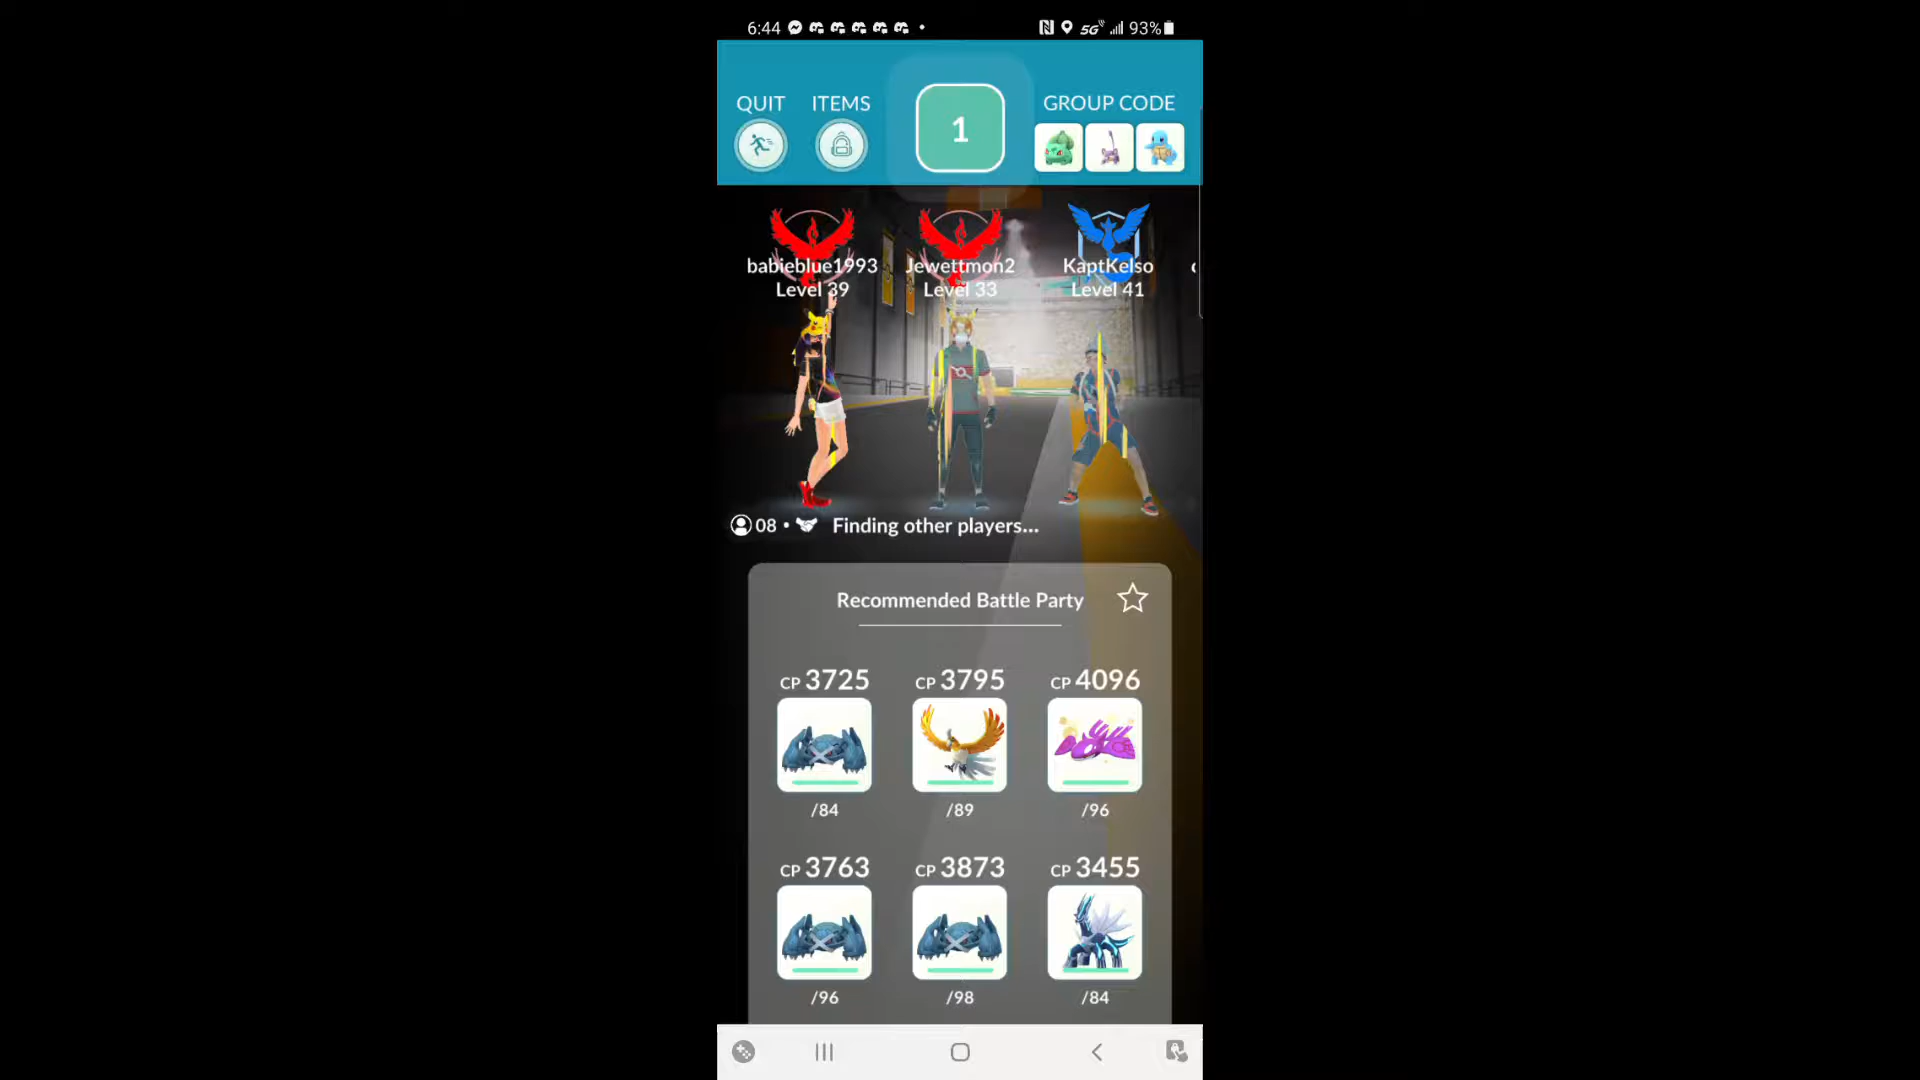 6:44 5G 93%
QUIT ITEMS 1 GROUP CODE
babieblue1993 Jewettmon2 KaptKelso
Level 39 Level 33 Level 41
08 • Finding other players...
Recommended Battle Party
CP 3725 CP 3795 CP 4096
/84 /89 /96
CP 3763 CP 3873 CP 3455
/96 /98 /84